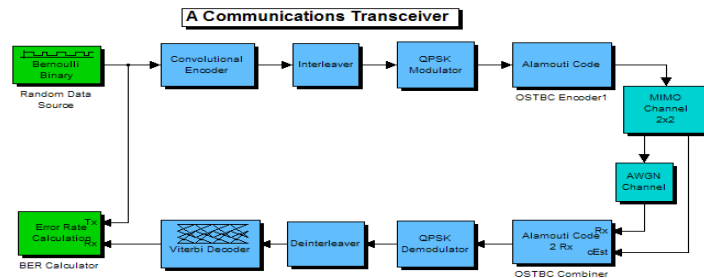 A Communications Transceiver
Bernoulli
Binary
Random Data
Source
Convolutional
Encoder
Interleaver
QPSK
Modulator
Alamouti Code
OSTBC Encoder1
MIMO
Channel
2x2
AWGN
Channel
Tx
Error Rate
Calculation
Rx
BER Calculator
Viterbi Decoder
Deinterleaver
QPSK
Demodulator
Rx
Alamouti Code
2 Rx
cEst
OSTBC Combiner